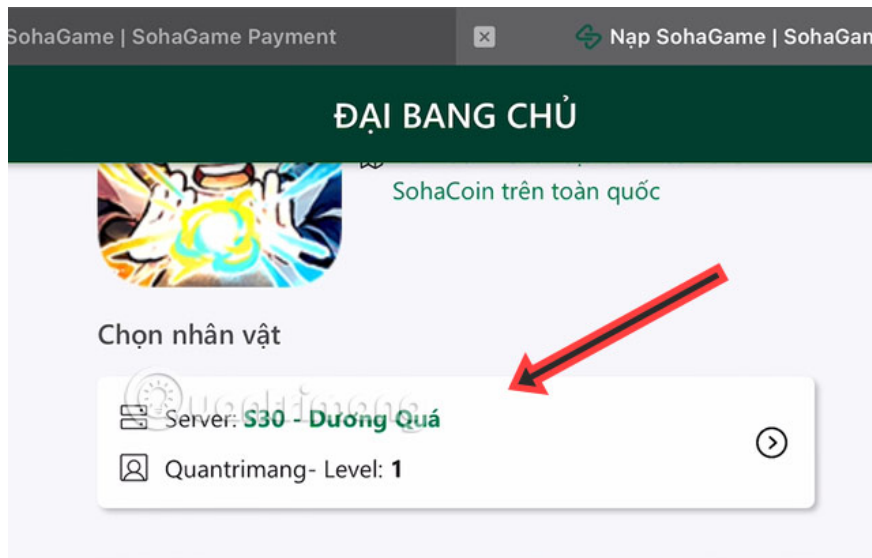 SohaGame | SohaGame Payment
Nạp SohaGame | SohaGam
ĐẠI BANG CHỦ
SohaCoin trên toàn quốc
Chọn nhân vật
Quantrimang
Server: S30 - Dương Quá
Quantrimang- Level: 1